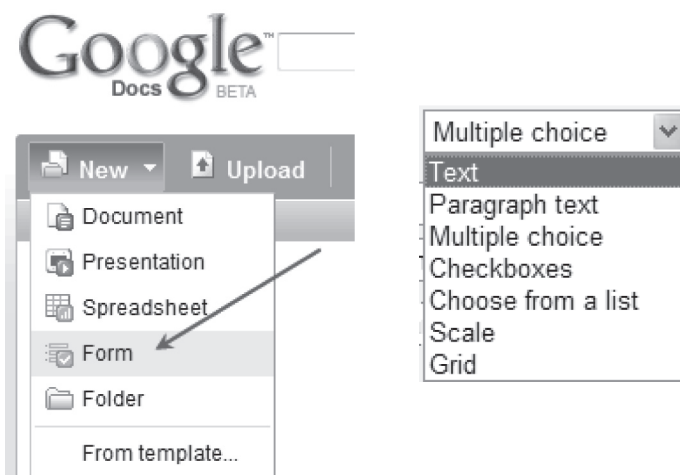 Google™
Docs BETA
New Upload
Document
Presentation
Spreadsheet
Form
Folder
From template...
Multiple choice
Text
Paragraph text
Multiple choice
Checkboxes
Choose from a list
Scale
Grid